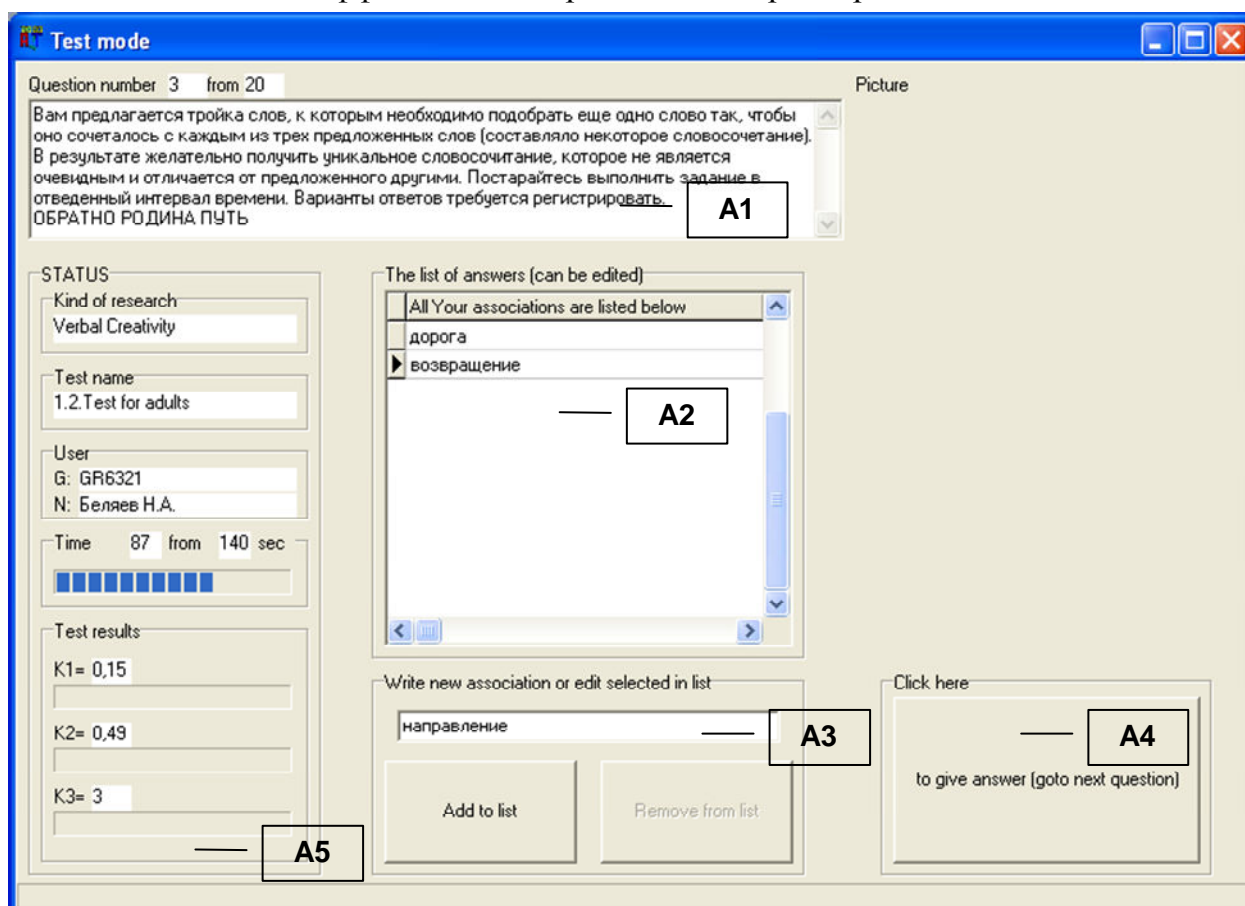 Test mode
Question number 3 from 20
Picture
Вам предлагается тройка слов, к которым необходимо подобрать еще одно слово так, чтобы
оно сочеталось с каждым из трех предложенных слов (составляло некоторое словосочетание).
В результате желательно получить уникальное словосочитание, которое не является
очевидным и отличается от предложенного другими. Постарайтесь выполнить задание в
отведенный интервал времени. Варианты ответов требуется регистрировать.
ОБРАТНО РОДИНА ПУТЬ
A1
STATUS
Kind of research
Verbal Creativity
Test name
1.2.Test for adults
User
G: GR6321
N: Беляев Н.А.
Time 87 from 140 sec
Test results
K1= 0,15
K2= 0,49
K3= 3
A5
The list of answers (can be edited)
All Your associations are listed below
дорога
возвращение
A2
Write new association or edit selected in list
направление
A3
Add to list
Remove from list
Click here
A4
to give answer (goto next question)